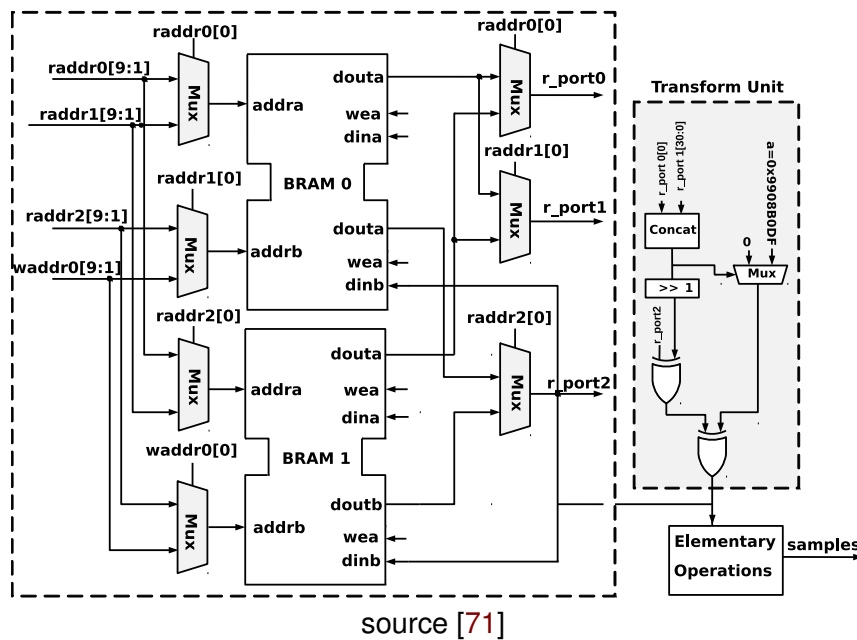 raddr0[0]
raddr0[9:1]
raddr1[9:1]
Mux
addra
douta
wea
dina
BRAM 0
raddr1[0]
raddr2[9:1]
waddr0[9:1]
Mux
addrb
douta
wea
dinb
raddr2[0]
Mux
addra
douta
wea
dina
BRAM 1
waddr0[0]
Mux
addrb
doutb
wea
dinb
raddr0[0]
Mux
r_port0
raddr1[0]
Mux
r_port1
raddr2[0]
Mux
r_port2
Transform Unit
r_port 0[0]
r_port 1[30:0]
a=0x9908B0DF
Concat
0
Mux
>> 1
r_port2
Elementary
Operations
samples
source [71]